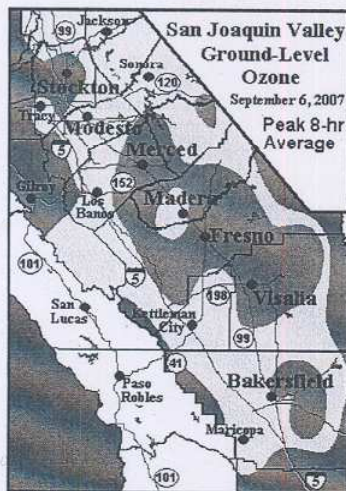 San Joaquin Valley
Ground-Level
Ozone
September 6, 2007
Peak 8-hr
Average
Jackson
99
Sonora
Stockton
120
Tracy
Modesto
5
Merced
Gilroy
152
Los
Banos
Madera
Fresno
101
5
San
Lucas
Kettleman
City
198
Visalia
99
41
Paso
Robles
Bakersfield
Maricopa
101
5